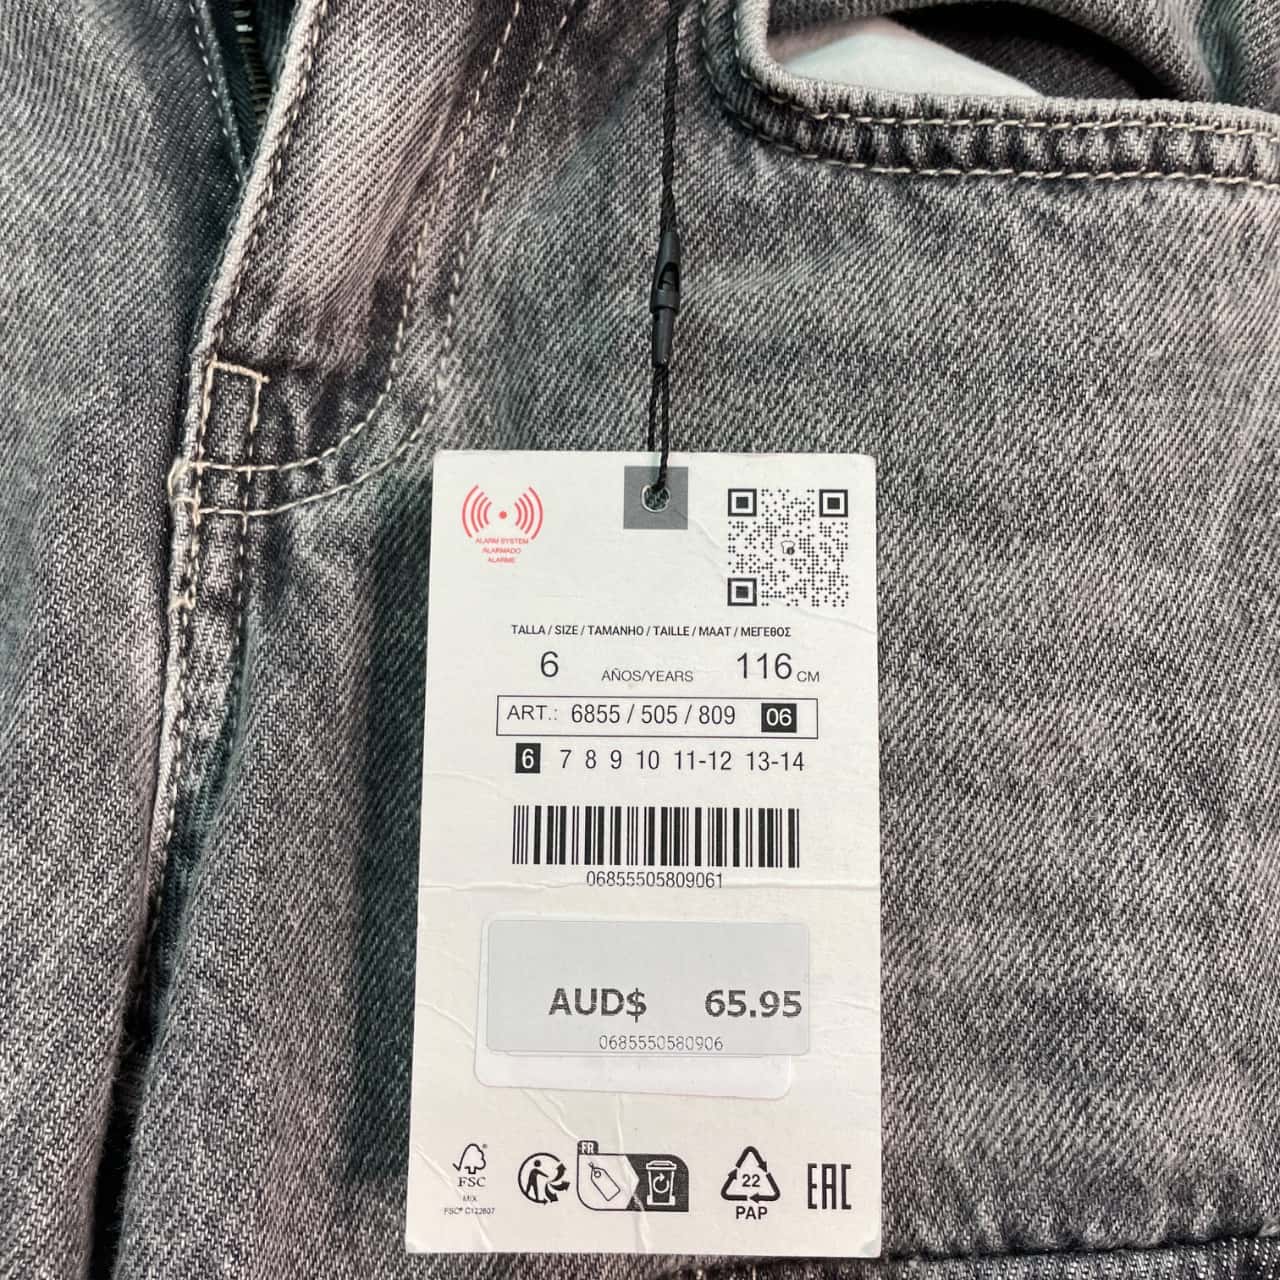 ALARM SYSTEM
ALARMADO
ALARME
TALLA / SIZE / TAMANHO / TAILLE / MAAT / ΜΕΓΕΘΟΣ
6 AÑOS/YEARS 116 CM
ART.: 6855 / 505 / 809 06
6 7 8 9 10 11-12 13-14
06855505809061
AUD$ 65.95
0685550580906
FSC
MIX
FSC® C122607
FR
22
PAP
EAC